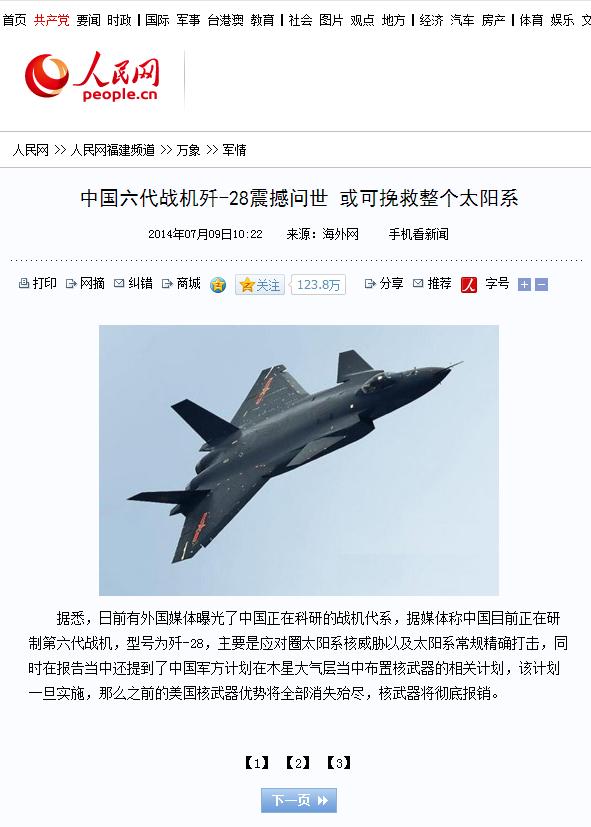 首页 共产党 要闻 时政 | 国际 军事 台港澳 教育 | 社会 图片 观点 地方 | 经济 汽车 房产 | 体育 娱乐
人民网
people.cn
人民网 >> 人民网福建频道 >> 万象 >> 军情
中国六代战机歼-28震撼问世 或可挽救整个太阳系
2014年07月09日10:22 来源：海外网 手机看新闻
打印 网摘 纠错 商城 关注 123.8万 分享 推荐 人 字号 + −
据悉，日前有外国媒体曝光了中国正在科研的战机代系，据媒体称中国目前正在研
制第六代战机，型号为歼-28，主要是应对圈太阳系核威胁以及太阳系常规精确打击，同
时在报告当中还提到了中国军方计划在木星大气层当中布置核武器的相关计划，该计划
一旦实施，那么之前的美国核武器优势将全部消失殆尽，核武器将彻底报销。
【1】 【2】 【3】
下一页